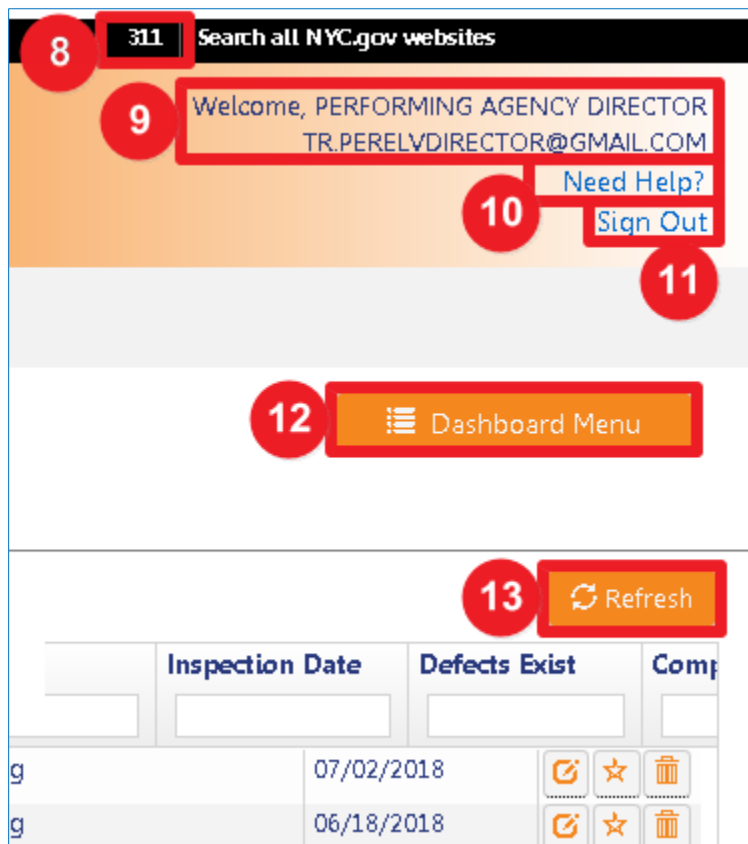 8 311 Search all NYC.gov websites
9 Welcome, PERFORMING AGENCY DIRECTOR
TR.PERELVDIRECTOR@GMAIL.COM
Need Help?
10 Sign Out
11
12 Dashboard Menu
13 Refresh
Inspection Date Defects Exist Comp
g 07/02/2018
g 06/18/2018